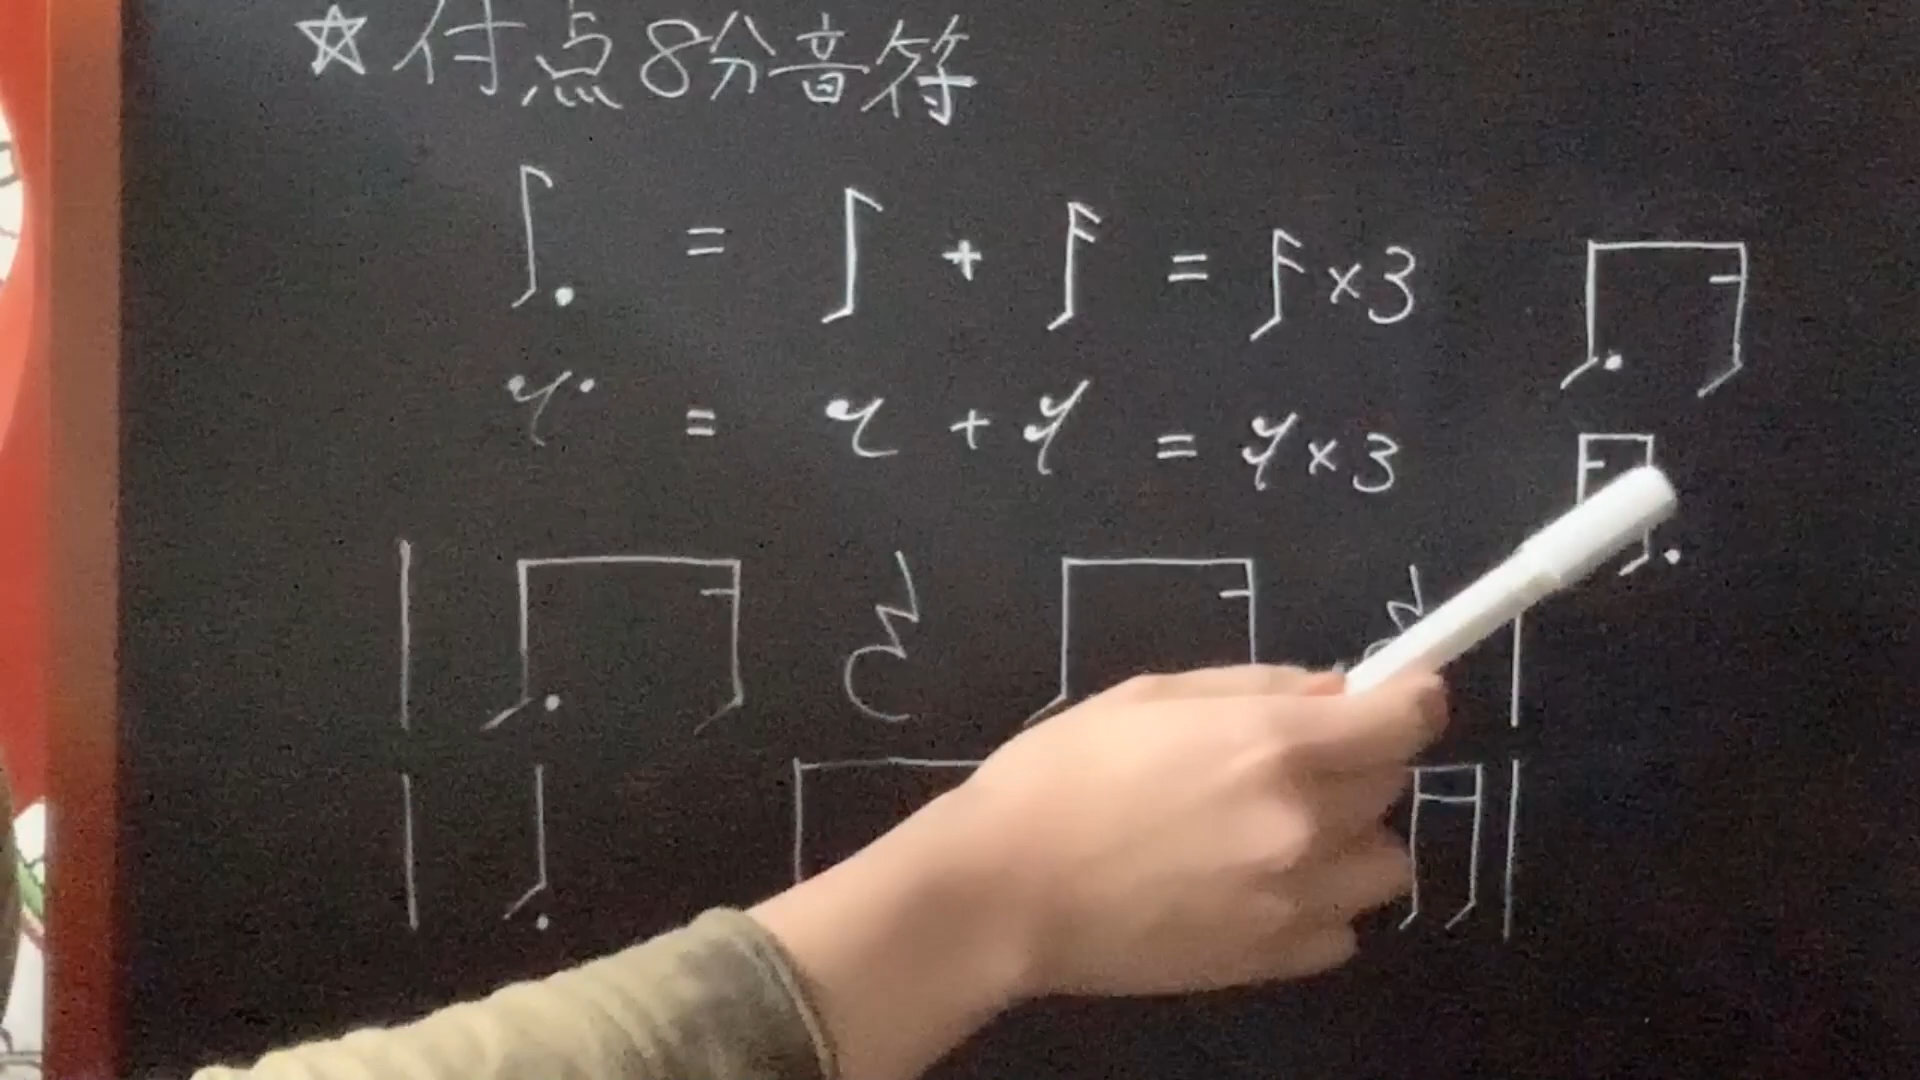 ☆付点8分音符
♪. = ♪ + 𝅘𝅥𝅯 = 𝅘𝅥𝅯×3
𝄾. = 𝄾 + 𝄿 = 𝄿×3